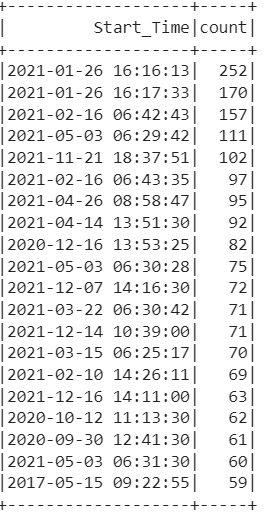 +-------------------+-----+
|         Start_Time|count|
+-------------------+-----+
|2021-01-26 16:16:13|  252|
|2021-01-26 16:17:33|  170|
|2021-02-16 06:42:43|  157|
|2021-05-03 06:29:42|  111|
|2021-11-21 18:37:51|  102|
|2021-02-16 06:43:35|   97|
|2021-04-26 08:58:47|   95|
|2021-04-14 13:51:30|   92|
|2020-12-16 13:53:25|   82|
|2021-05-03 06:30:28|   75|
|2021-12-07 14:16:30|   72|
|2021-03-22 06:30:42|   71|
|2021-12-14 10:39:00|   71|
|2021-03-15 06:25:17|   70|
|2021-02-10 14:26:11|   69|
|2021-12-16 14:11:00|   63|
|2020-10-12 11:13:30|   62|
|2020-09-30 12:41:30|   61|
|2021-05-03 06:31:30|   60|
|2017-05-15 09:22:55|   59|
+-------------------+-----+